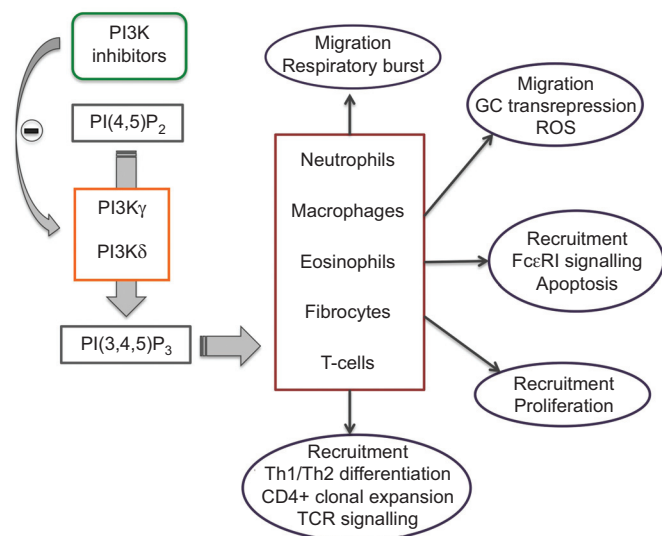 PI3K
inhibitors
PI(4,5)P₂
PI3Kγ
PI3Kδ
PI(3,4,5)P₃
Neutrophils
Macrophages
Eosinophils
Fibrocytes
T-cells
Migration
Respiratory burst
Migration
GC transrepression
ROS
Recruitment
FcεRI signalling
Apoptosis
Recruitment
Proliferation
Recruitment
Th1/Th2 differentiation
CD4+ clonal expansion
TCR signalling